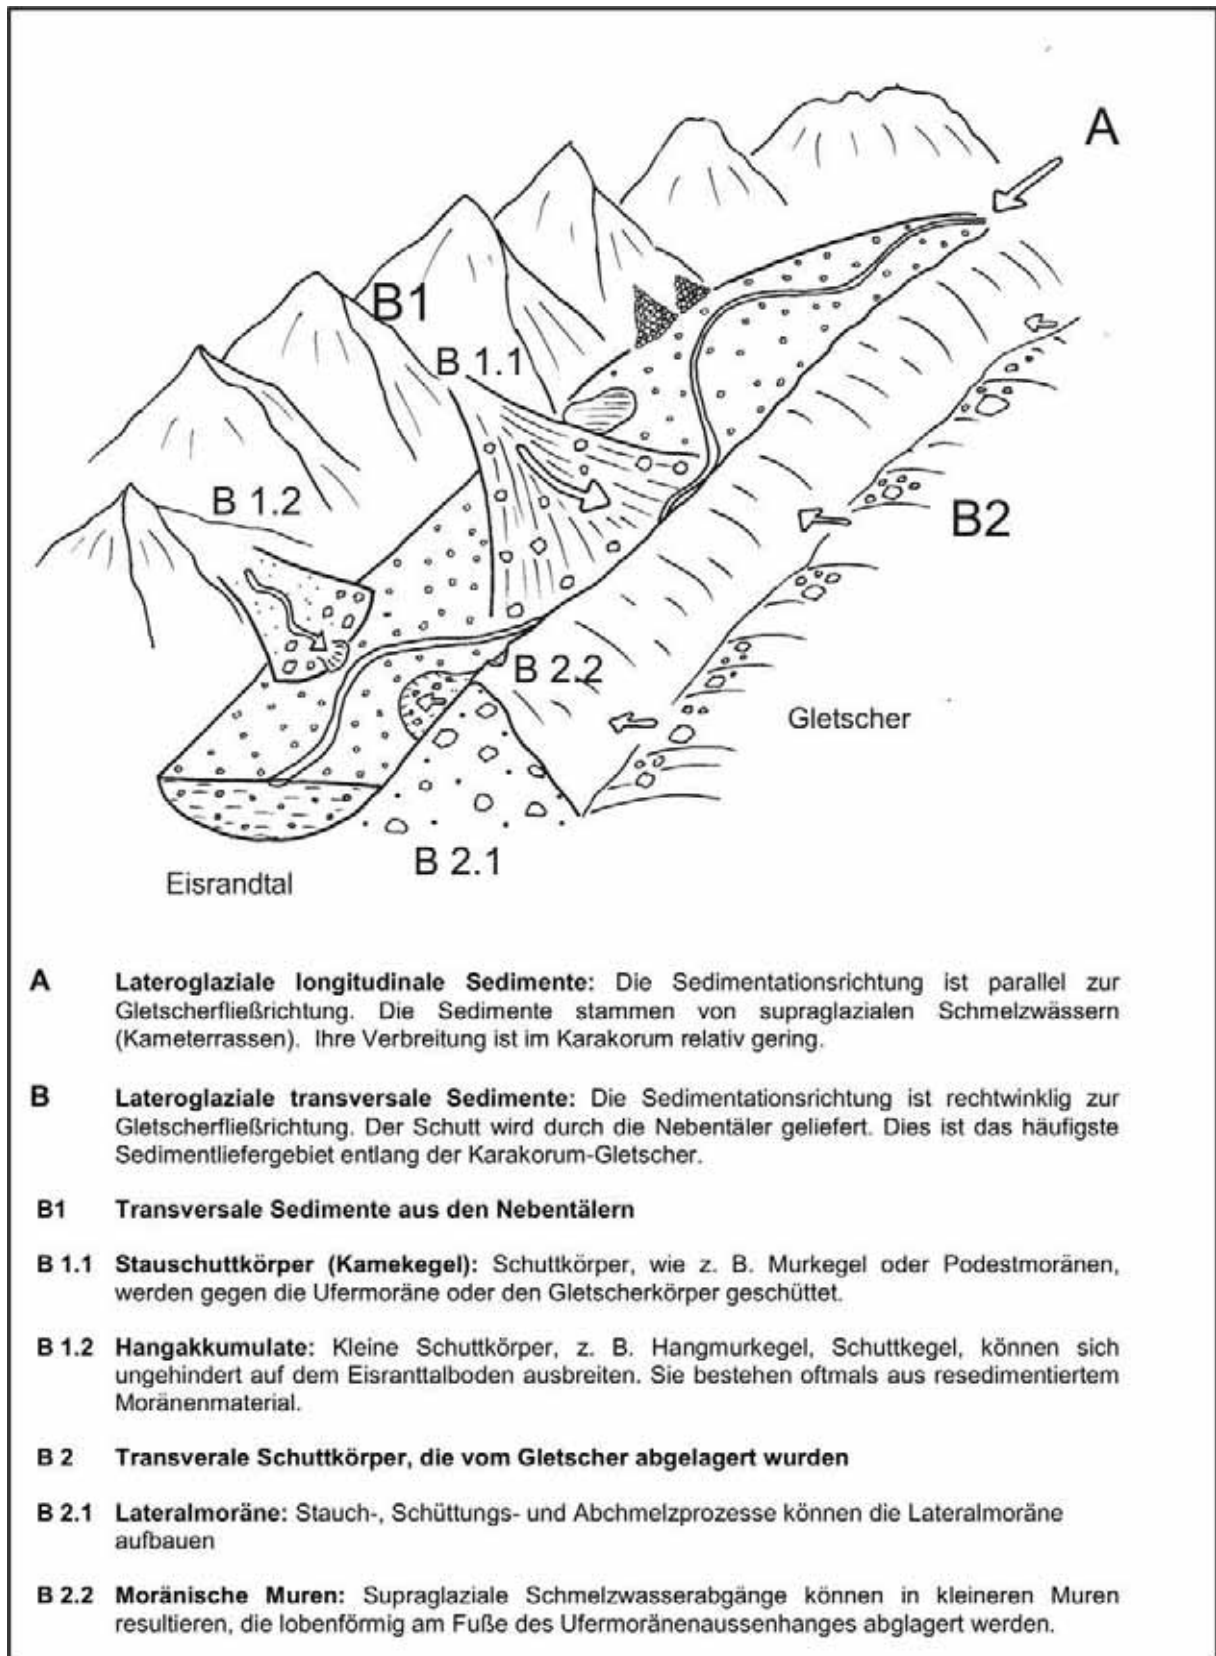 A
B1
B 1.1
B 1.2
B2
B 2.2
Gletscher
B 2.1
Eisrandtal
A Lateroglaziale longitudinale Sedimente: Die Sedimentationsrichtung ist parallel zur
Gletscherfließrichtung. Die Sedimente stammen von supraglazialen Schmelzwässern
(Kameterrassen). Ihre Verbreitung ist im Karakorum relativ gering.
B Lateroglaziale transversale Sedimente: Die Sedimentationsrichtung ist rechtwinklig zur
Gletscherfließrichtung. Der Schutt wird durch die Nebentäler geliefert. Dies ist das häufigste
Sedimentliefergebiet entlang der Karakorum-Gletscher.
B1 Transversale Sedimente aus den Nebentälern
B 1.1 Stauschuttkörper (Kamekegel): Schuttkörper, wie z. B. Murkegel oder Podestmoränen,
werden gegen die Ufermoräne oder den Gletscherkörper geschüttet.
B 1.2 Hangakkumulate: Kleine Schuttkörper, z. B. Hangmurkegel, Schuttkegel, können sich
ungehindert auf dem Eisranttalboden ausbreiten. Sie bestehen oftmals aus resedimentiertem
Moränenmaterial.
B 2 Transverale Schuttkörper, die vom Gletscher abgelagert wurden
B 2.1 Lateralmoräne: Stauch-, Schüttungs- und Abchmelzprozesse können die Lateralmoräne
aufbauen
B 2.2 Moränische Muren: Supraglaziale Schmelzwasserabgänge können in kleineren Muren
resultieren, die lobenförmig am Fuße des Ufermoränenaussenhanges abglagert werden.